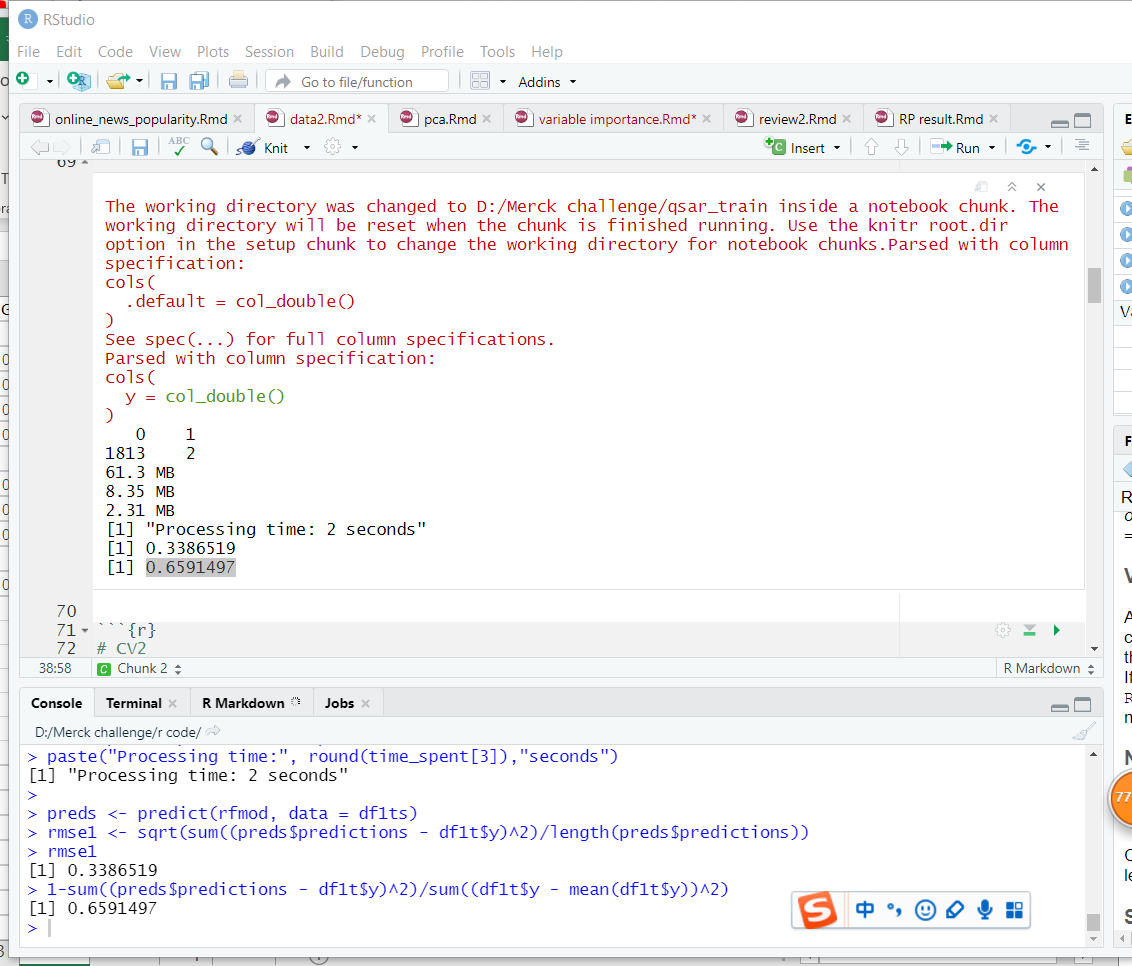 RStudio
File Edit Code View Plots Session Build Debug Profile Tools Help
Go to file/function Addins
online_news_popularity.Rmd data2.Rmd* pca.Rmd variable importance.Rmd* review2.Rmd RP result.Rmd
ABC Knit Insert Run
69
The working directory was changed to D:/Merck challenge/qsar_train inside a notebook chunk. The
working directory will be reset when the chunk is finished running. Use the knitr root.dir
option in the setup chunk to change the working directory for notebook chunks.Parsed with column
specification:
cols(
  .default = col_double()
)
See spec(...) for full column specifications.
Parsed with column specification:
cols(
  y = col_double()
)
   0    1
1813    2
61.3 MB
8.35 MB
2.31 MB
[1] "Processing time: 2 seconds"
[1] 0.3386519
[1] 0.6591497
70
71 ```{r}
72 # CV2
38:58 C Chunk 2 R Markdown
Console Terminal R Markdown Jobs
D:/Merck challenge/r code/
> paste("Processing time:", round(time_spent[3]),"seconds")
[1] "Processing time: 2 seconds"
>
> preds <- predict(rfmod, data = df1ts)
> rmse1 <- sqrt(sum((preds$predictions - df1t$y)^2)/length(preds$predictions))
> rmse1
[1] 0.3386519
> 1-sum((preds$predictions - df1t$y)^2)/sum((df1t$y - mean(df1t$y))^2)
[1] 0.6591497
>
S 中
77